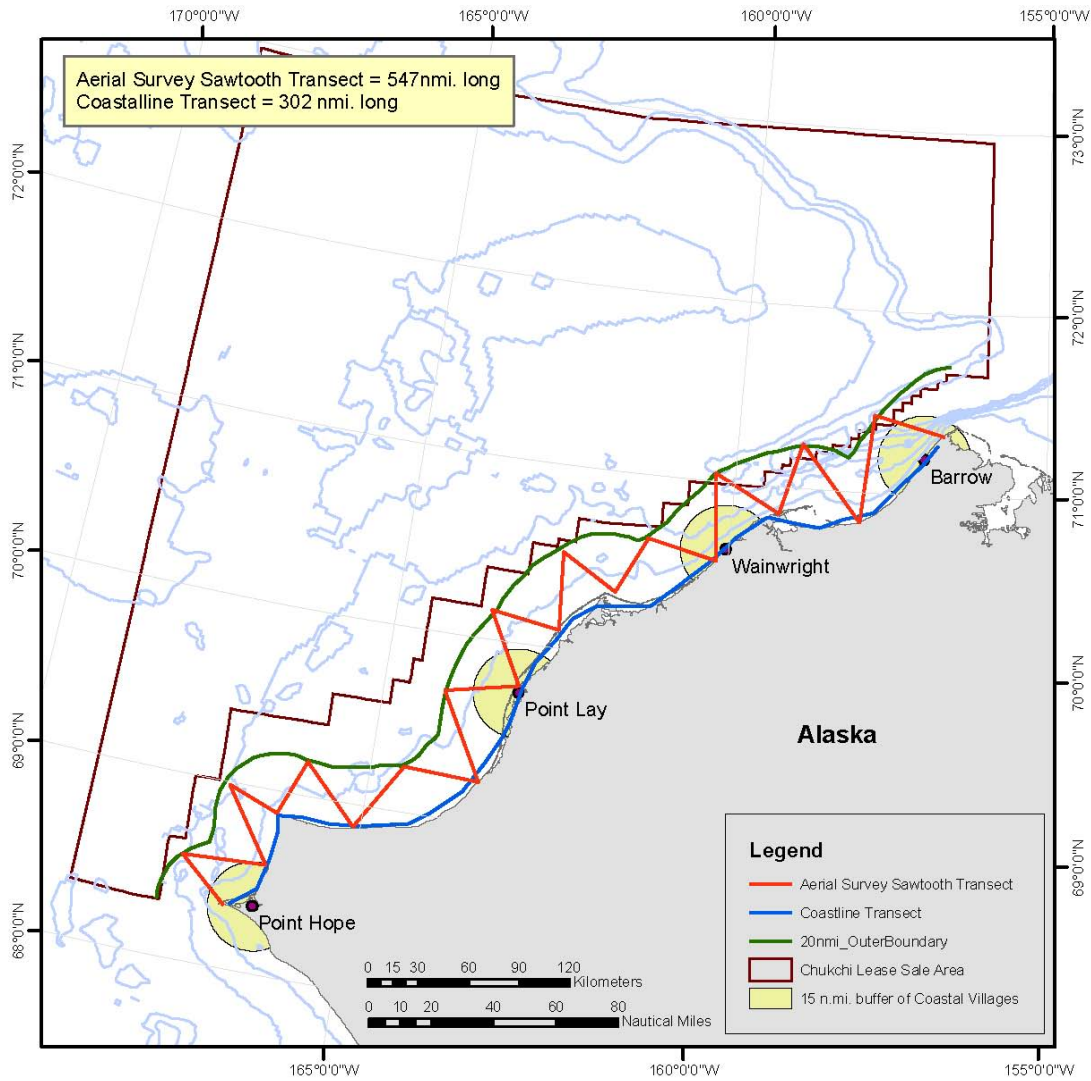 170°0'0"W
165°0'0"W
160°0'0"W
155°0'0"W
Aerial Survey Sawtooth Transect = 547nmi. long
Coastalline Transect = 302 nmi. long
73°0'0"N
72°0'0"N
72°0'0"N
71°0'0"N
71°0'0"N
Barrow
70°0'0"N
Wainwright
70°0'0"N
Point Lay
Alaska
69°0'0"N
69°0'0"N
Legend
Aerial Survey Sawtooth Transect
Coastline Transect
20nmi_OuterBoundary
Chukchi Lease Sale Area
15 n.mi. buffer of Coastal Villages
Point Hope
68°0'0"N
0 15 30 60 90 120
Kilometers
0 10 20 40 60 80
Nautical Miles
165°0'0"W
160°0'0"W
155°0'0"W